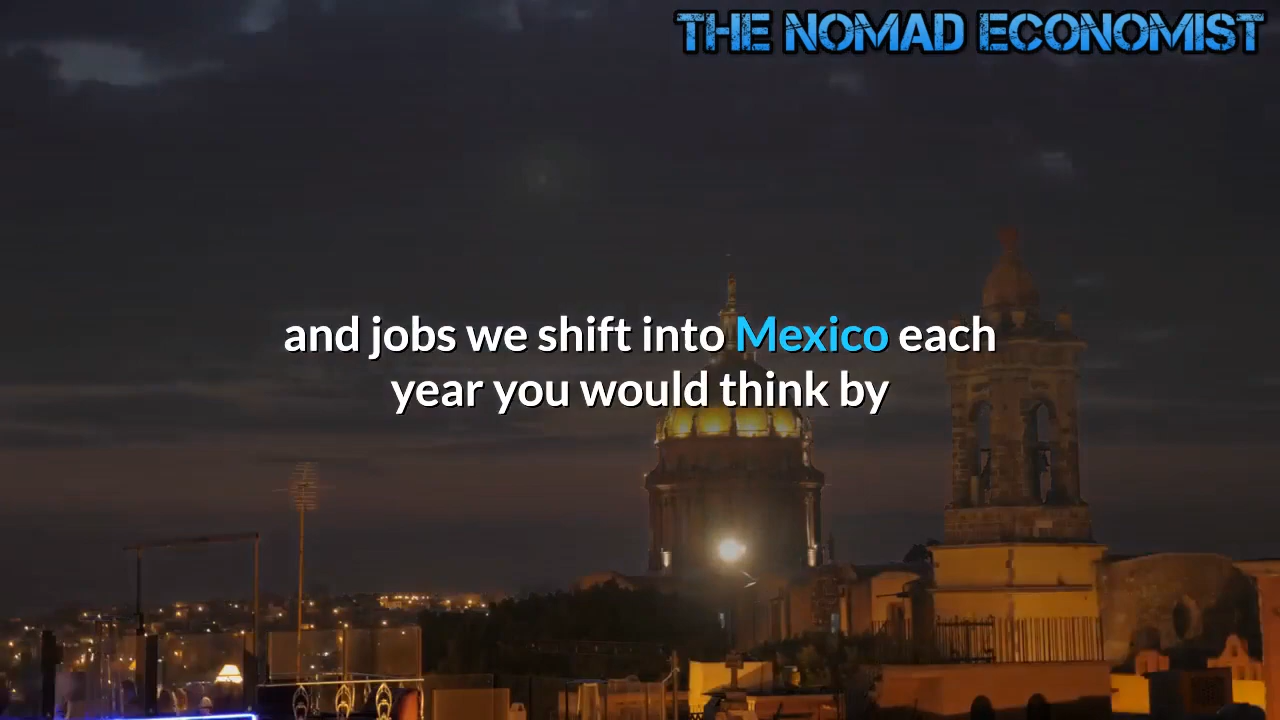 THE NOMAD ECONOMIST
and jobs we shift into Mexico each
year you would think by